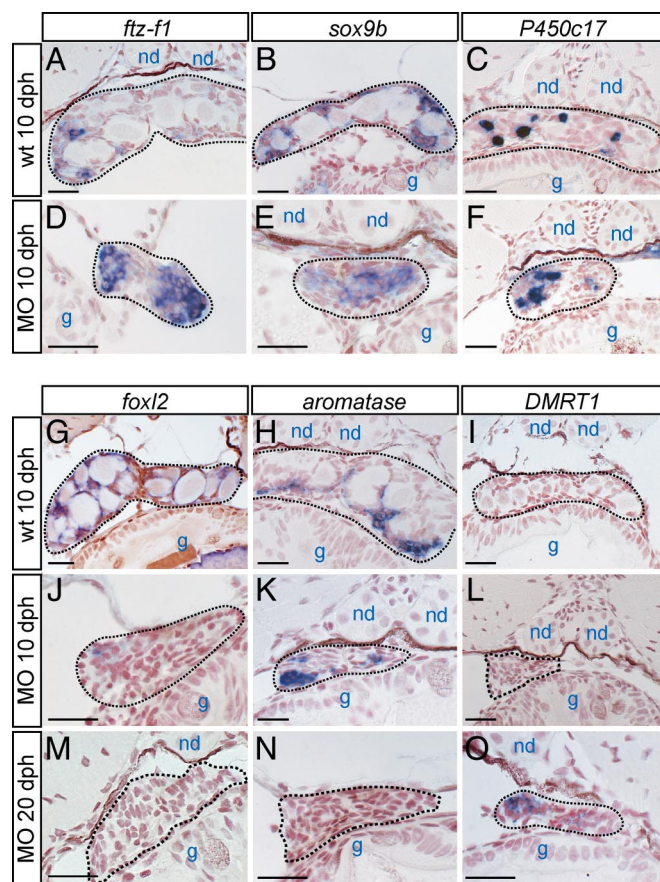 ftz-f1 sox9b P450c17
wt 10 dph
A nd nd
B g
C nd nd g
MO 10 dph
D g
E nd nd g
F nd nd g
foxl2 aromatase DMRT1
wt 10 dph
G g
H nd nd g
I nd nd g
MO 10 dph
J g
K nd nd g
L nd nd g
MO 20 dph
M nd g
N g
O nd g